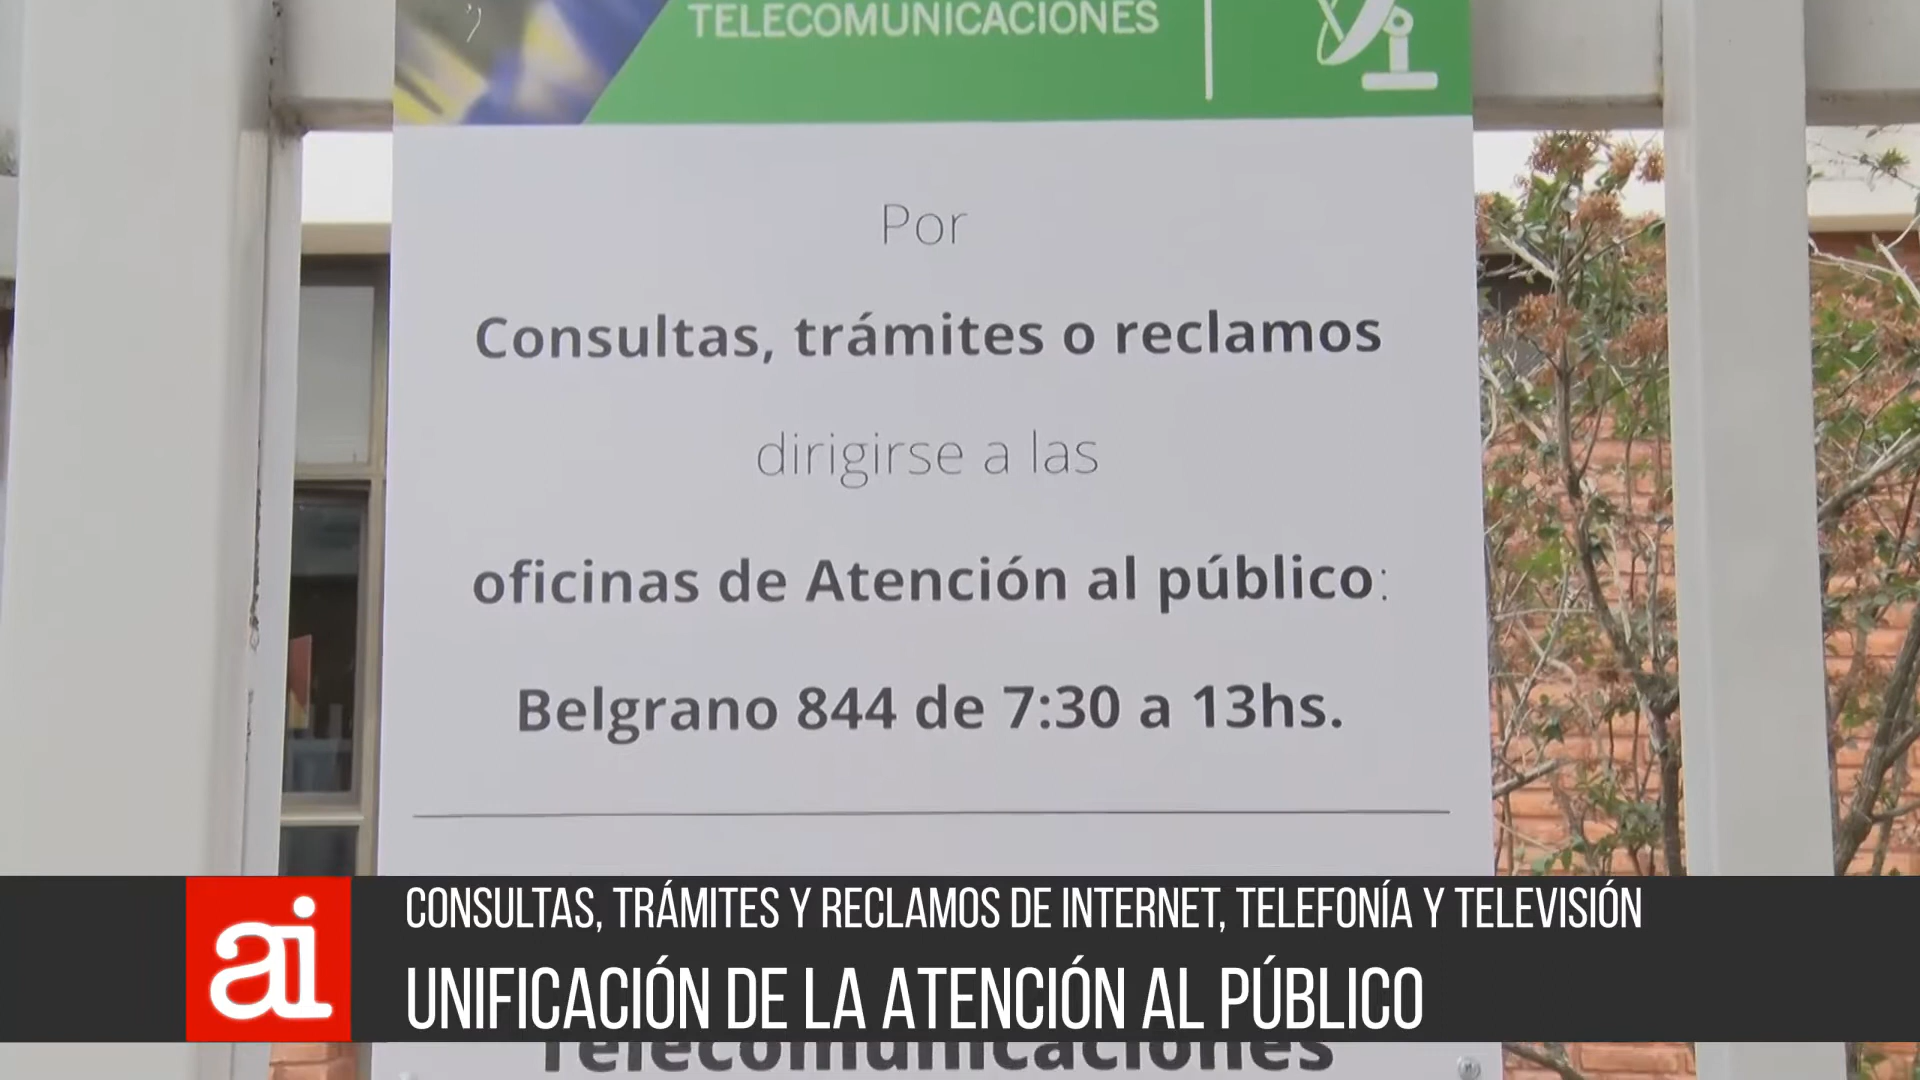 TELECOMUNICACIONES
Por
Consultas, trámites o reclamos
dirigirse a las
oficinas de Atención al público:
Belgrano 844 de 7:30 a 13hs.
CONSULTAS, TRÁMITES Y RECLAMOS DE INTERNET, TELEFONÍA Y TELEVISIÓN
ai
UNIFICACIÓN DE LA ATENCIÓN AL PÚBLICO
Telecomunicaciones